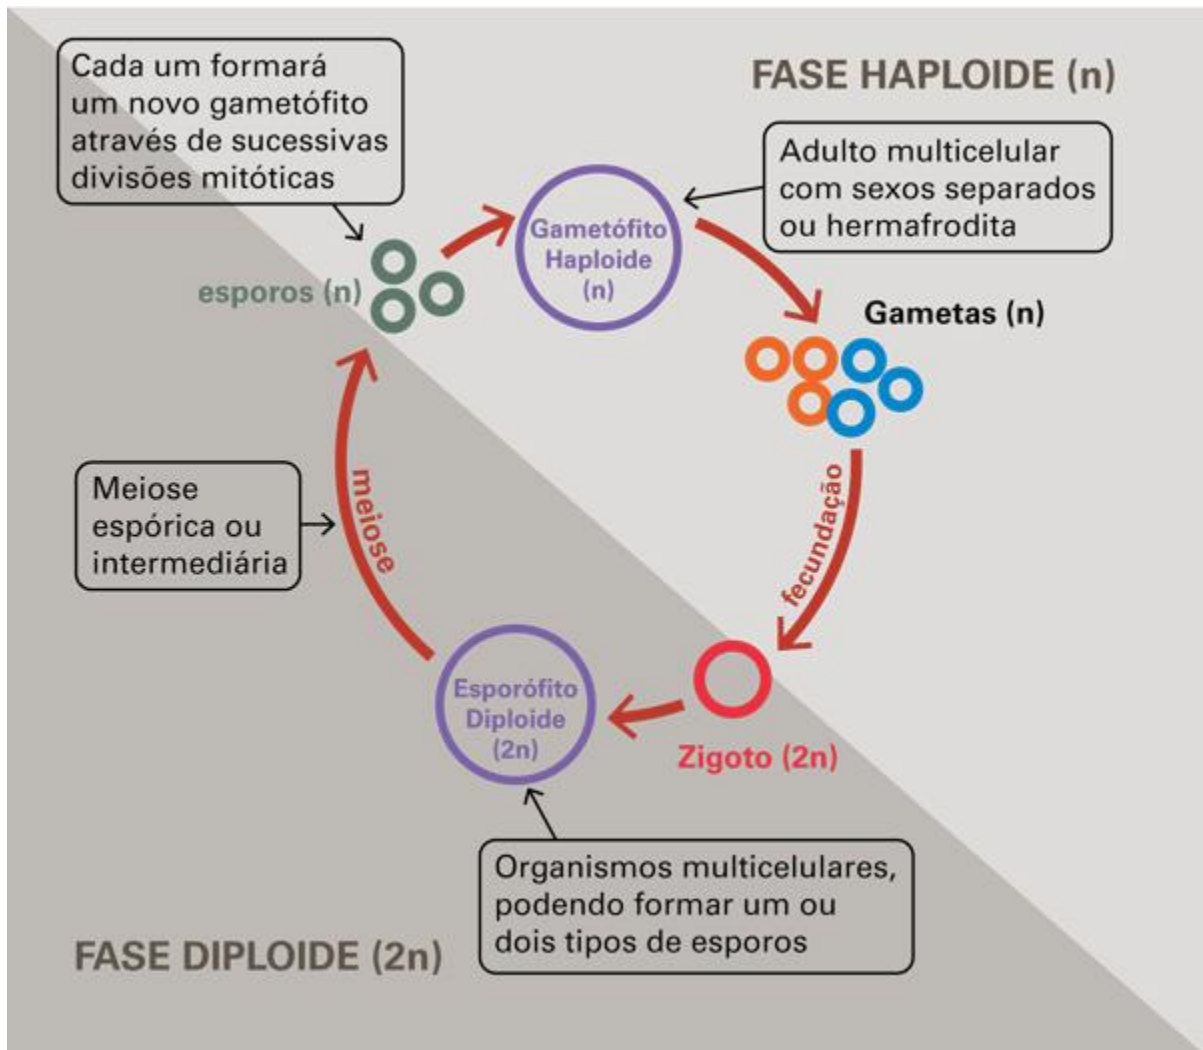 Cada um formará
um novo gametófito
através de sucessivas
divisões mitóticas
FASE HAPLOIDE (n)
Adulto multicelular
com sexos separados
ou hermafrodita
Gametófito
Haploide
(n)
esporos (n)
Gametas (n)
Meiose
espórica ou
intermediária
meiose
fecundação
Esporófito
Diploide
(2n)
Zigoto (2n)
Organismos multicelulares,
podendo formar um ou
dois tipos de esporos
FASE DIPLOIDE (2n)